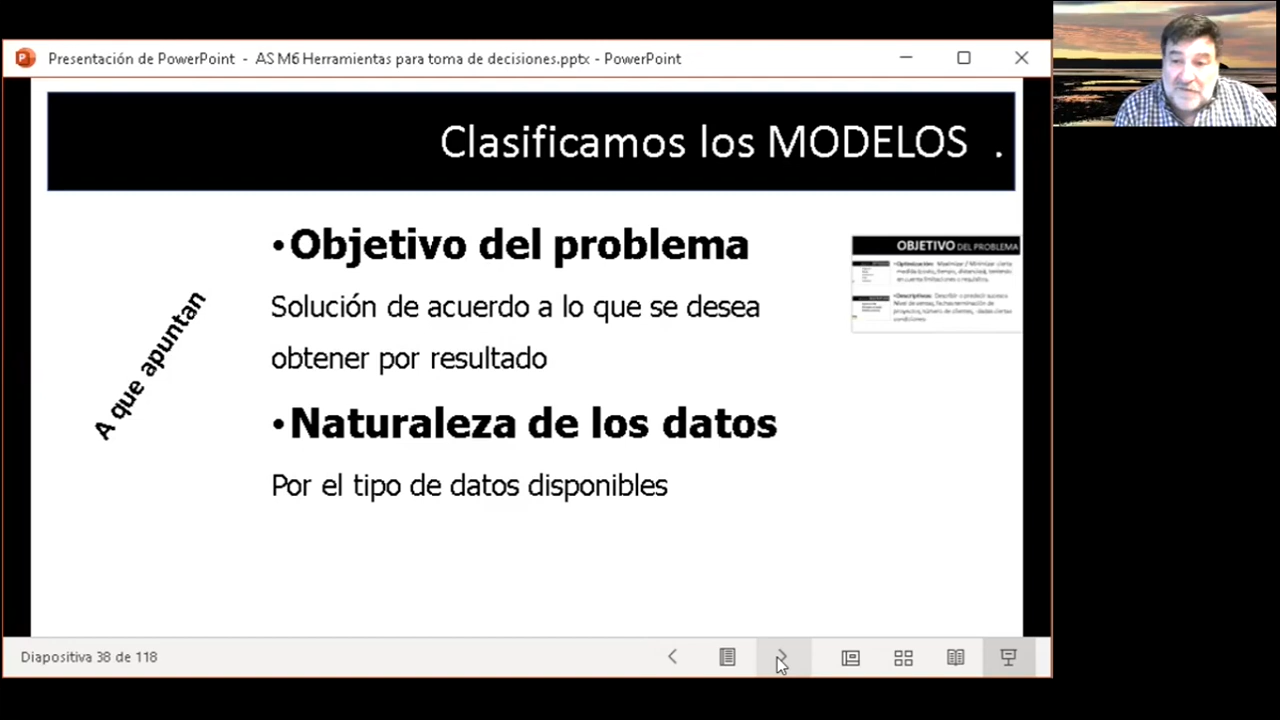 Presentación de PowerPoint - AS M6 Herramientas para toma de decisiones.pptx - PowerPoint
Clasificamos los MODELOS .
A que apuntan
•Objetivo del problema
Solución de acuerdo a lo que se desea
obtener por resultado
•Naturaleza de los datos
Por el tipo de datos disponibles
OBJETIVO DEL PROBLEMA
Diapositiva 38 de 118